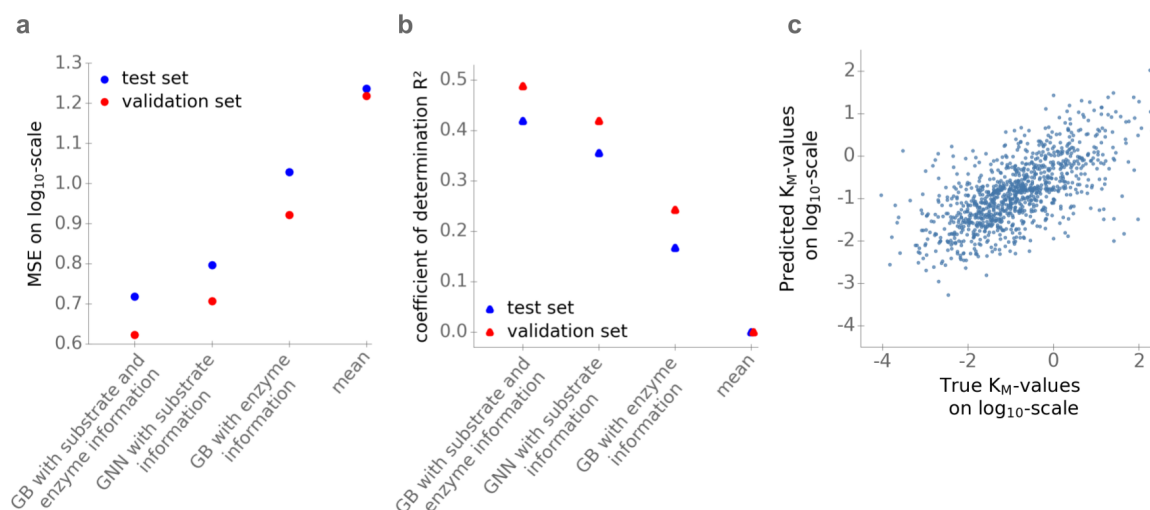 a
MSE on log₁₀-scale
1.3
1.2
1.1
1.0
0.9
0.8
0.7
0.6
test set
validation set
GB with substrate and
enzyme information
GNN with substrate
information
GB with enzyme
information
mean
b
coefficient of determination R²
0.5
0.4
0.3
0.2
0.1
0.0
test set
validation set
GB with substrate and
enzyme information
GNN with substrate
information
GB with enzyme
information
mean
c
Predicted K_M-values
on log₁₀-scale
2
1
0
-1
-2
-3
-4
-4
-2
0
2
True K_M-values
on log₁₀-scale